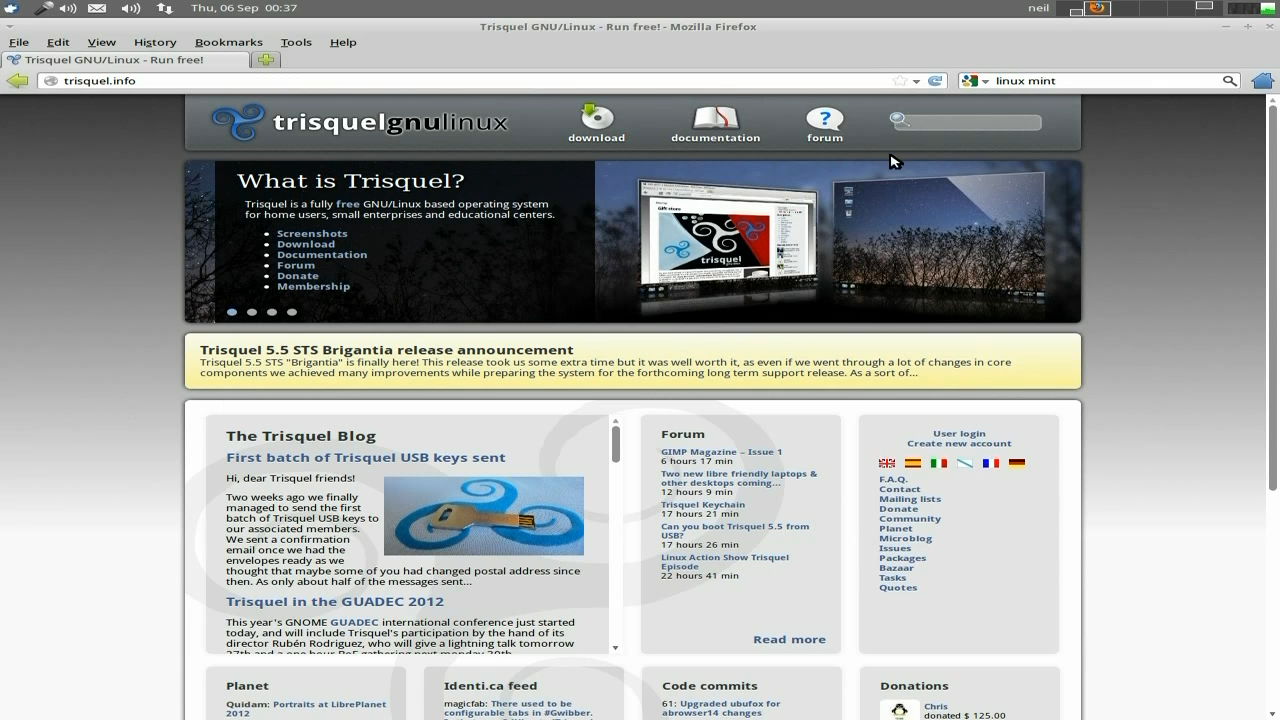 Thu, 06 Sep  00:37
neil
Trisquel GNU/Linux - Run free! - Mozilla Firefox
File Edit View History Bookmarks Tools Help
Trisquel GNU/Linux - Run free!
trisquel.info
linux mint
trisquelgnulinux
download
documentation
forum
What is Trisquel?
Trisquel is a fully free GNU/Linux based operating system
for home users, small enterprises and educational centers.
Screenshots
Download
Documentation
Forum
Donate
Membership
trisquel
Trisquel 5.5 STS Brigantia release announcement
Trisquel 5.5 STS "Brigantia" is finally here! This release took us some extra time but it was well worth it, as even if we went through a lot of changes in core
components we achieved many improvements while preparing the system for the forthcoming long term support release. As a sort of...
The Trisquel Blog
First batch of Trisquel USB keys sent
Hi, dear Trisquel friends!
Two weeks ago we finally
managed to send the first
batch of Trisquel USB keys to
our associated members.
We sent a confirmation
email once we had the
envelopes ready as we
thought that maybe some of you had changed postal address since
then. As only about half of the messages sent...
Trisquel in the GUADEC 2012
This year's GNOME GUADEC international conference just started
today, and will include Trisquel's participation by the hand of its
director Rubén Rodríguez, who will give a lightning talk tomorrow
Forum
GIMP Magazine – Issue 1
6 hours 17 min
Two new libre friendly laptops &
other desktops coming...
12 hours 9 min
Trisquel Keychain
17 hours 21 min
Can you boot Trisquel 5.5 from
USB?
17 hours 26 min
Linux Action Show Trisquel
Episode
22 hours 41 min
Read more
User login
Create new account
F.A.Q.
Contact
Mailing lists
Donate
Community
Planet
Microblog
Issues
Packages
Bazaar
Tasks
Quotes
Planet
Quidam: Portraits at LibrePlanet
2012
Identi.ca feed
magicfab: There used to be
configurable tabs in #Gwibber.
Code commits
61: Upgraded ubufox for
abrowser14 changes
Donations
Chris
donated $ 125.00